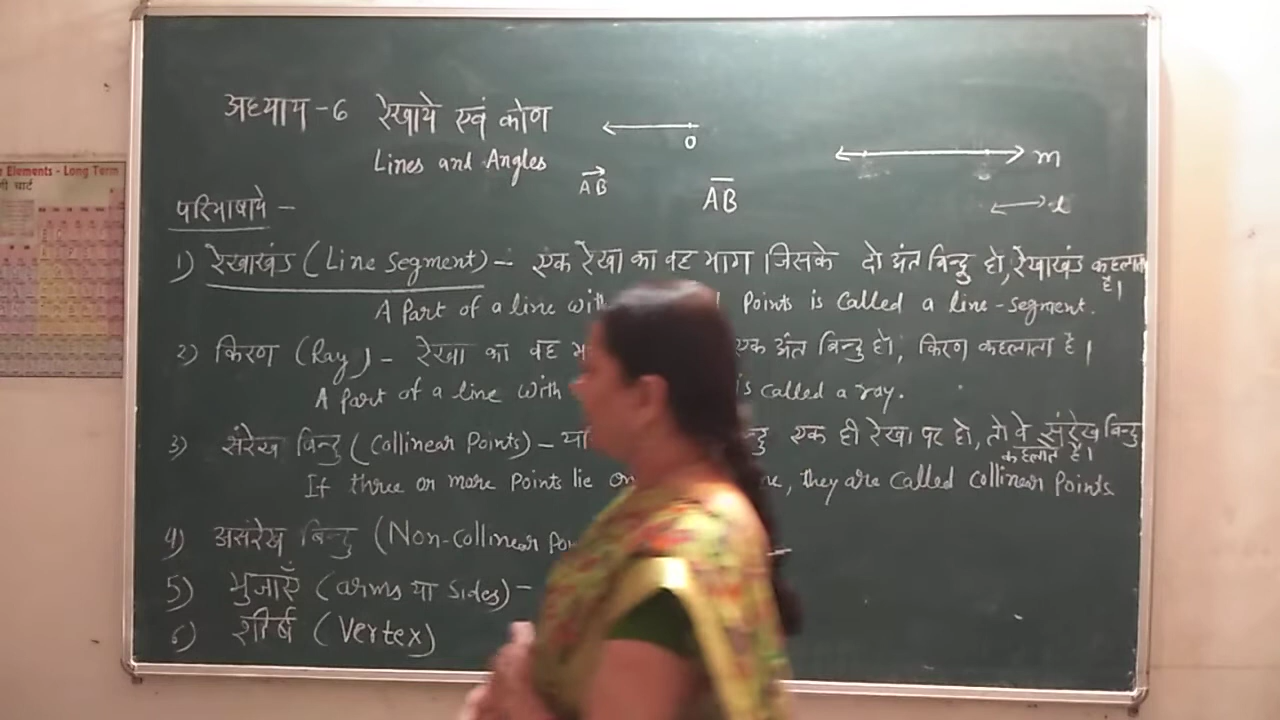 Elements - Long Term
र्णी चार्ट
अध्याय - 6 रेखाये एवं कोण
Lines and Angles
O
m
AB
AB
l
परिभाषाये -
1) रेखाखंड (Line Segment) - एक रेखा का वह भाग जिसके दो अंत बिन्दु हो, रेखाखंड कहलाता है।
A Part of a line with Points is called a line-segment.
2) किरण (Ray) - रेखा का वह एक अंत बिन्दु हो, किरण कहलाता है।
A Part of a line with is called a ray.
3) संरेख बिन्दु (Collinear Points) - एक ही रेखा पर हो, तो वे संरेख बिन्दु कहलाते है।
If three or more Points lie on, they are called collinear Points
4) असंरेख बिन्दु (Non-collinear
5) भुजाएँ (arms या sides) -
6) शीर्ष (Vertex)